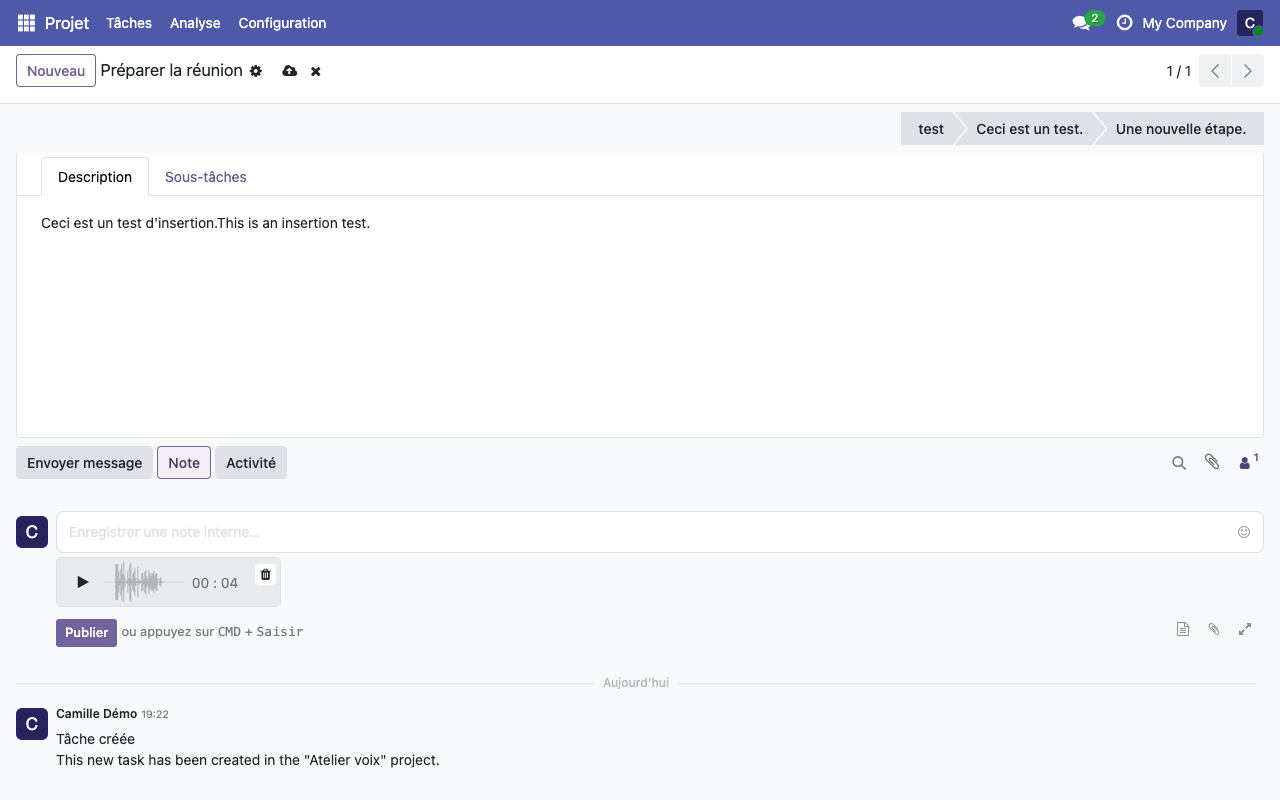 Projet Tâches Analyse Configuration 2 My Company C
Nouveau Préparer la réunion 1 / 1
test Ceci est un test. Une nouvelle étape.
Description Sous-tâches
Ceci est un test d'insertion.This is an insertion test.
Envoyer message Note Activité 1
C Enregistrer une note interne…
00 : 04
Publier ou appuyez sur CMD + Saisir
Aujourd'hui
C Camille Démo 19:22
Tâche créée
This new task has been created in the "Atelier voix" project.